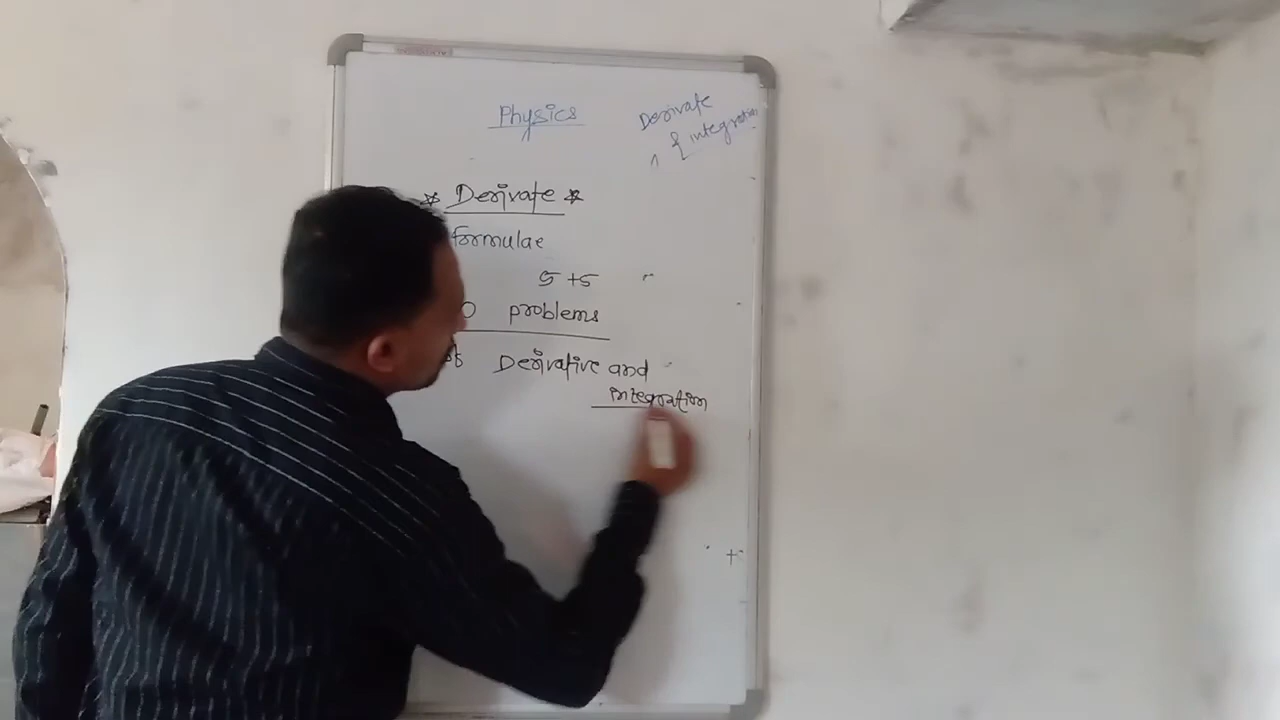 Physics
Derivate
& integration
* Derivate *
formulae
5 + 5
problems
Derivative and
integration